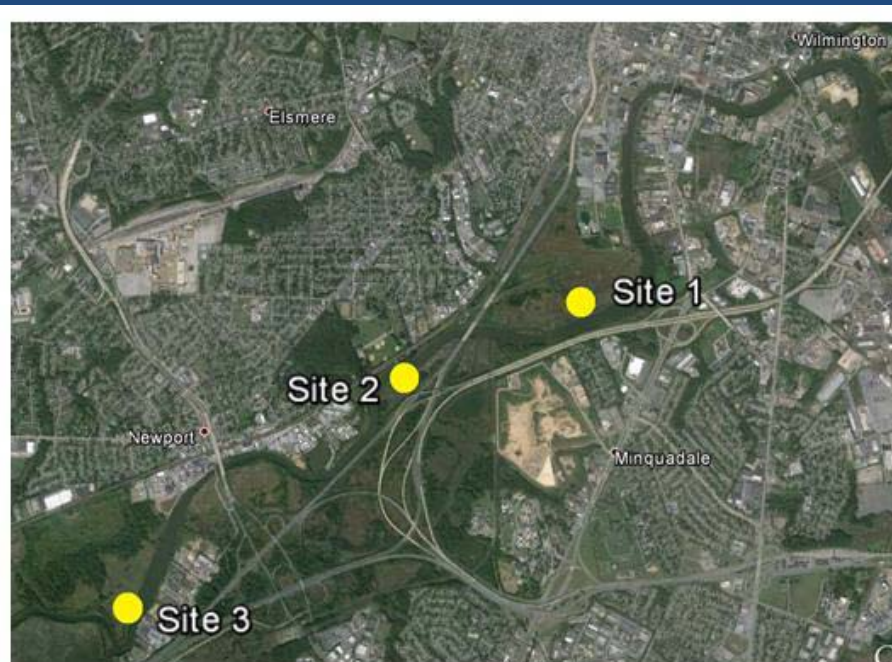 Wilmington
Elsmere
Site 1
Site 2
Newport
Minquadale
Site 3